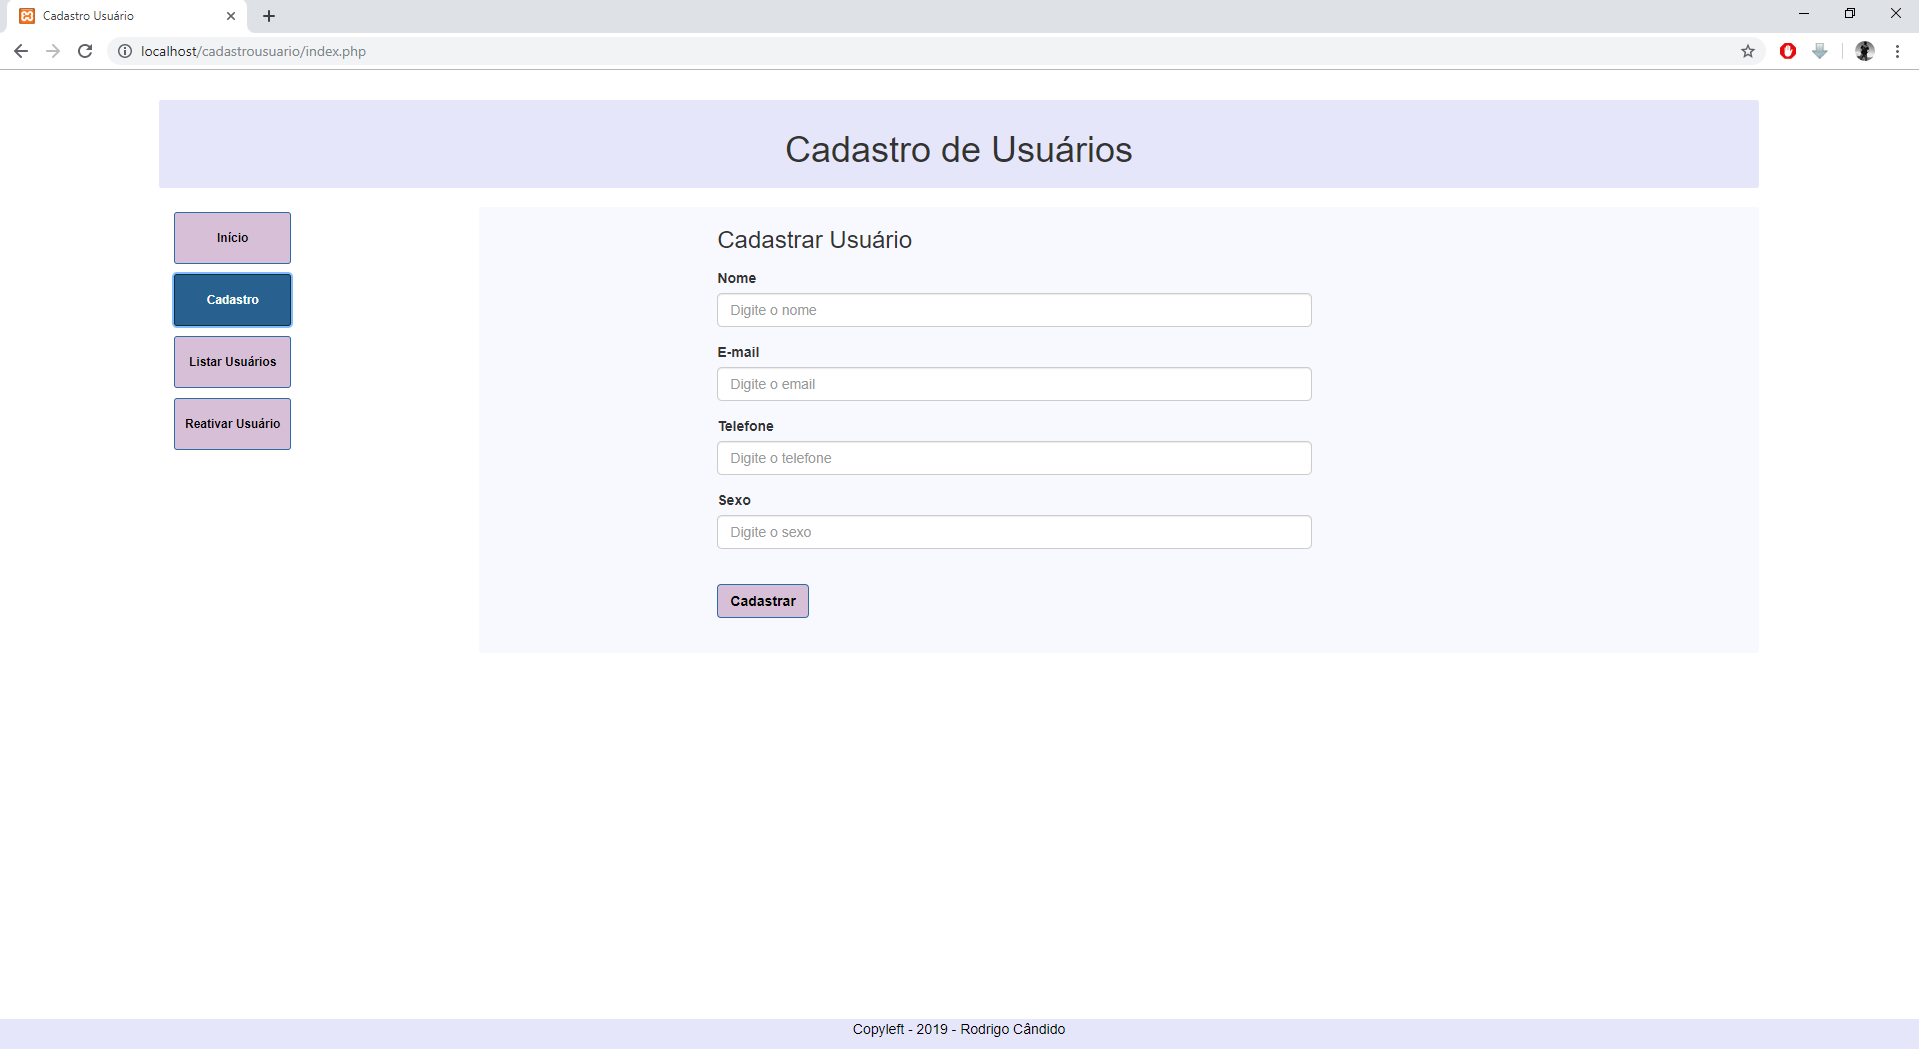 Cadastro Usuário
localhost/cadastrousuario/index.php
Cadastro de Usuários
Início
Cadastro
Listar Usuários
Reativar Usuário
Cadastrar Usuário
Nome
Digite o nome
E-mail
Digite o email
Telefone
Digite o telefone
Sexo
Digite o sexo
Cadastrar
Copyleft - 2019 - Rodrigo Cândido